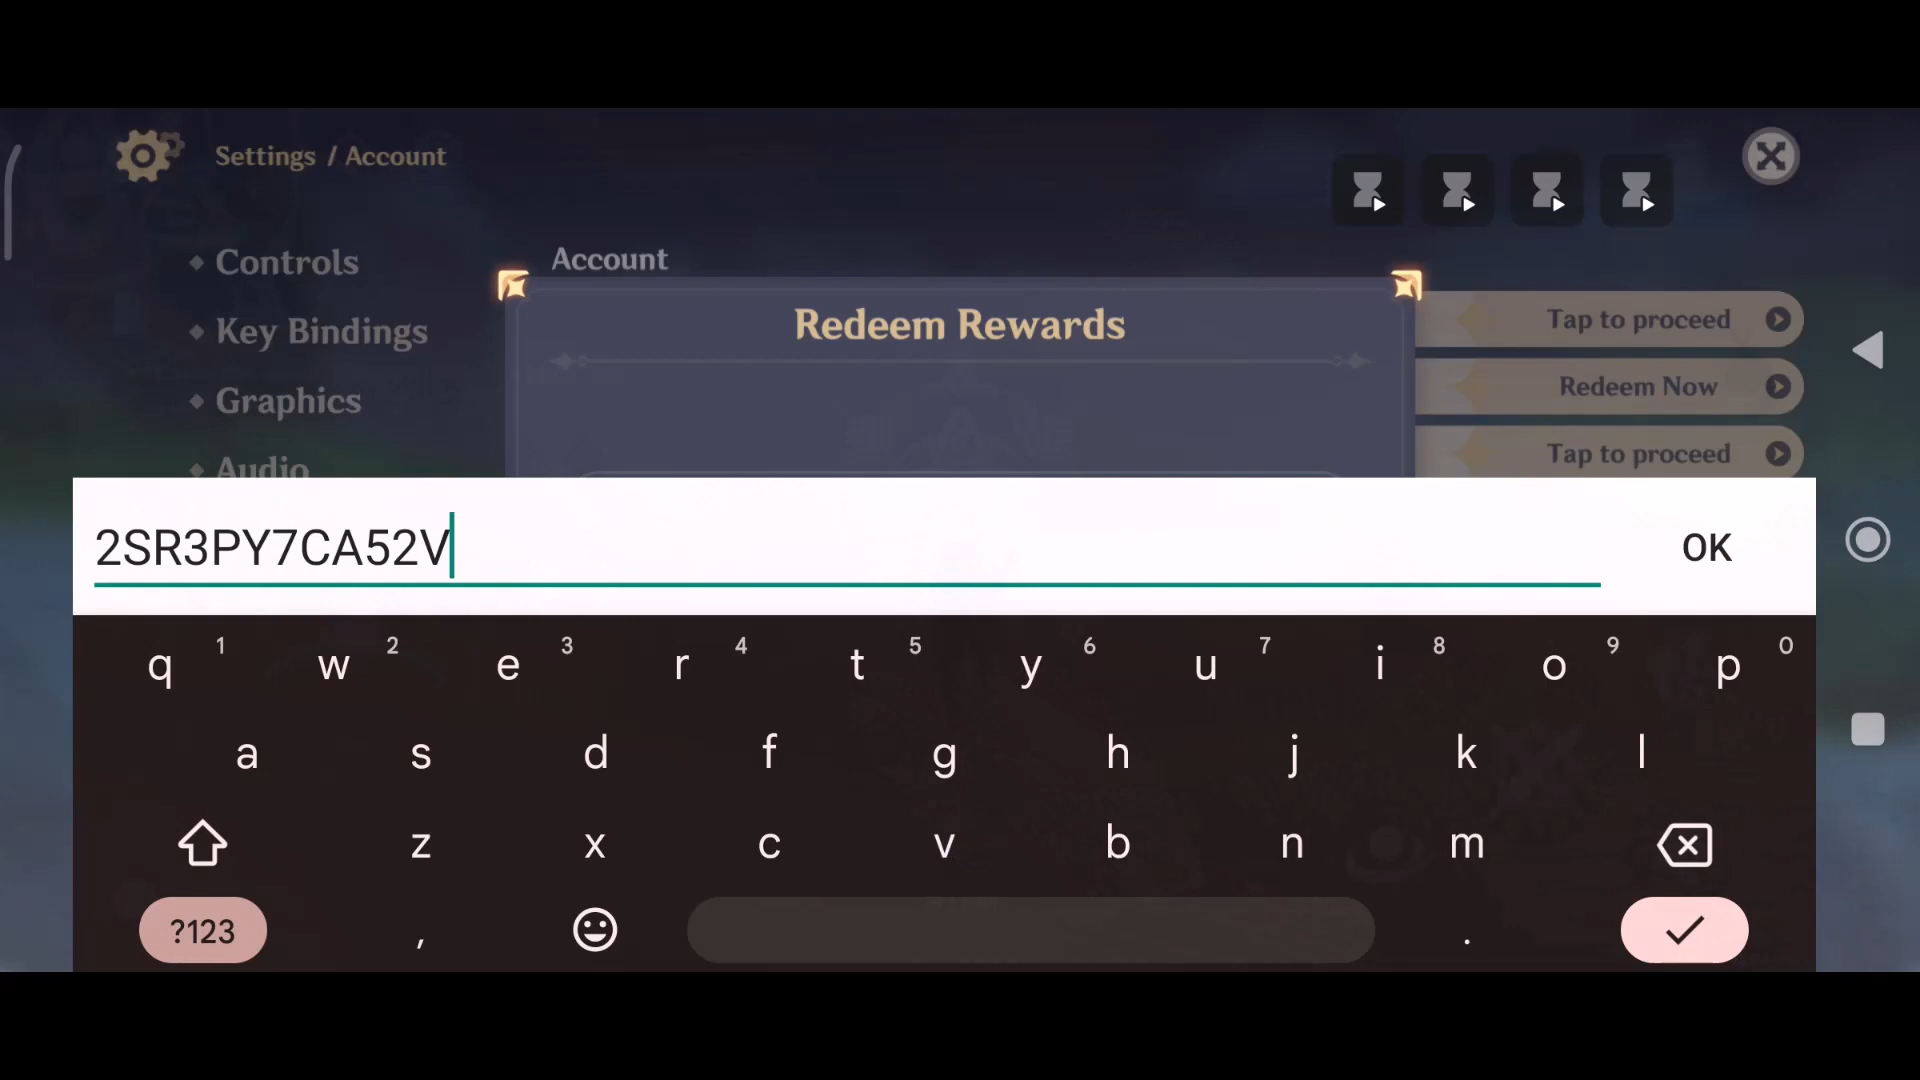 Settings / Account
Controls
Key Bindings
Graphics
Audio
Account
Redeem Rewards
Tap to proceed
Redeem Now
Tap to proceed
2SR3PY7CA52V
OK
q 1 w 2 e 3 r 4 t 5 y 6 u 7 i 8 o 9 p 0
a s d f g h j k l
z x c v b n m
?123 , .